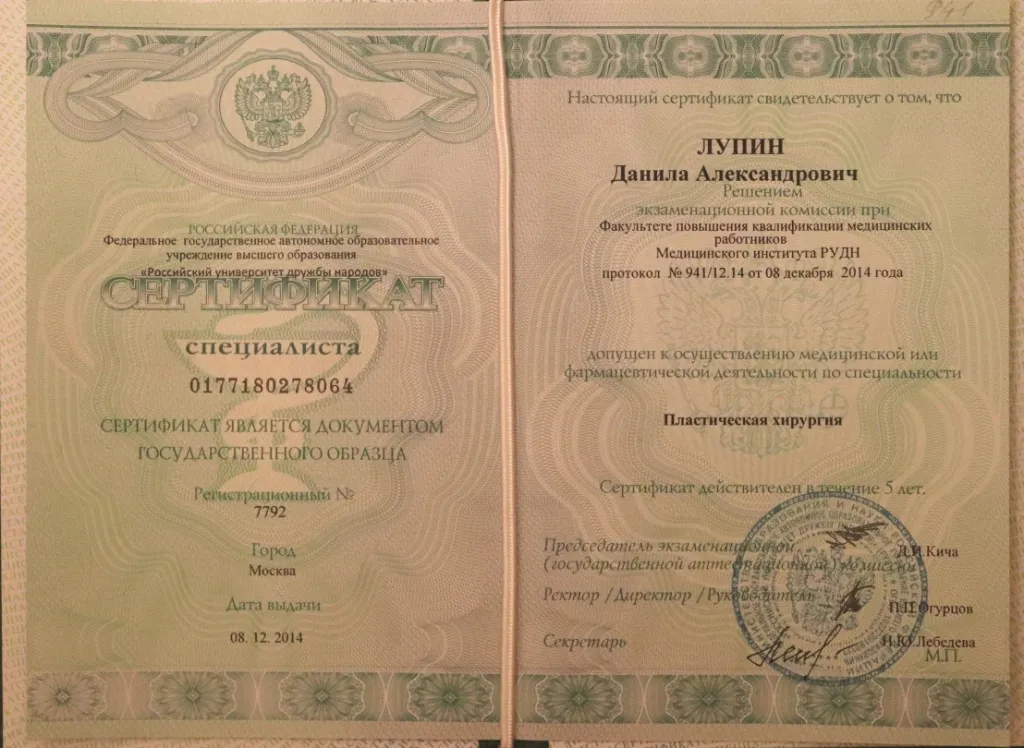 941
РОССИЙСКАЯ ФЕДЕРАЦИЯ
Федеральное государственное автономное образовательное
учреждение высшего образования
«Российский университет дружбы народов»
СЕРТИФИКАТ
специалиста
0177180278064
СЕРТИФИКАТ ЯВЛЯЕТСЯ ДОКУМЕНТОМ
ГОСУДАРСТВЕННОГО ОБРАЗЦА
Регистрационный №
7792
Город
Москва
Дата выдачи
08. 12. 2014
Настоящий сертификат свидетельствует о том, что
ЛУПИН
Данила Александрович
Решением
экзаменационной комиссии при
Факультете повышения квалификации медицинских
работников
Медицинского института РУДН
протокол № 941/12.14 от 08 декабря 2014 года
допущен к осуществлению медицинской или
фармацевтической деятельности по специальности
Пластическая хирургия
Сертификат действителен в течение 5 лет.
Председатель экзаменационной
(государственной аттестационной) комиссии
Д.И.Кича
Ректор /Директор /Руководитель
П.П.Огурцов
Секретарь
Н.Ю.Лебедева
М.П.